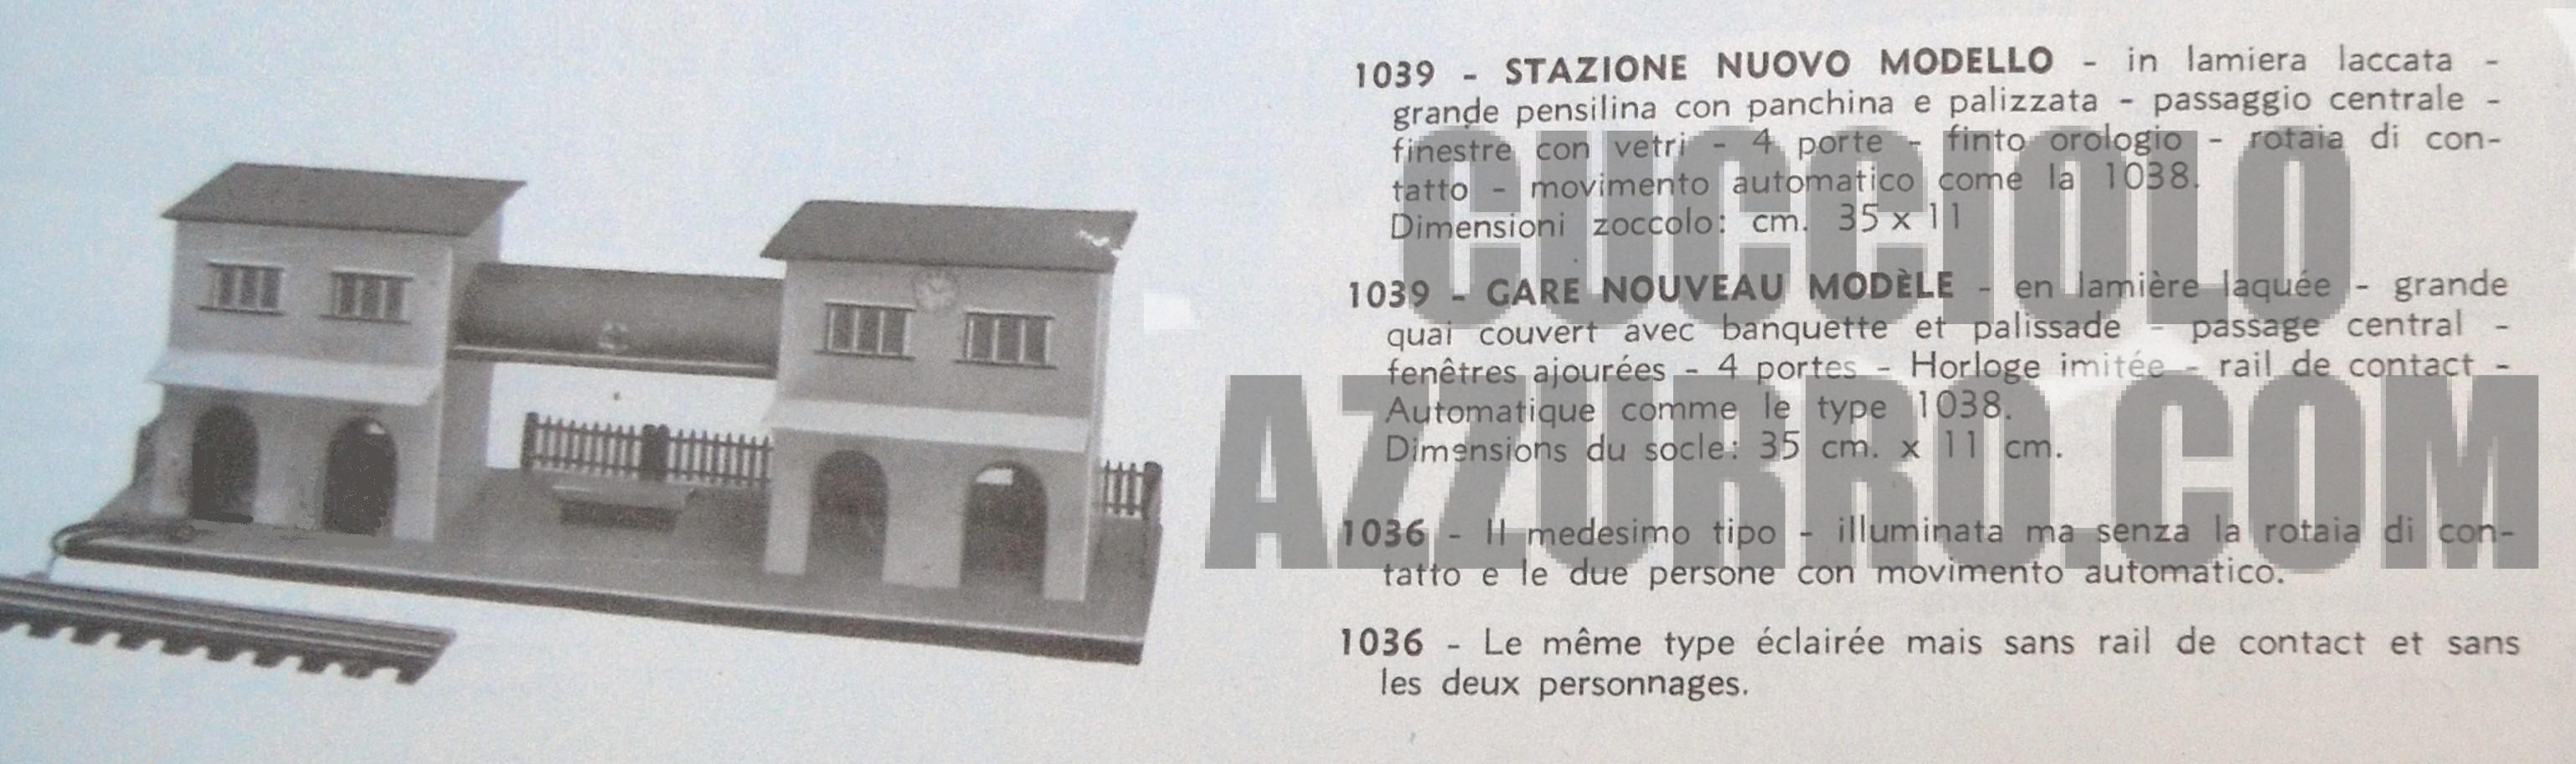 1039 - STAZIONE NUOVO MODELLO - in lamiera laccata -
grande pensilina con panchina e palizzata - passaggio centrale -
finestre con vetri - 4 porte - finto orologio - rotaia di con-
tatto - movimento automatico come la 1038.
Dimensioni zoccolo: cm. 35 x 11
1039 - GARE NOUVEAU MODÈLE - en lamière laquée - grande
quai couvert avec banquette et palissade - passage central -
fenêtres ajourées - 4 portes - Horloge imitée - rail de contact -
Automatique comme le type 1038.
Dimensions du socle: 35 cm. x 11 cm.
1036 - Il medesimo tipo - illuminata ma senza la rotaia di con-
tatto e le due persone con movimento automatico.
1036 - Le même type éclairée mais sans rail de contact et sans
les deux personnages.
CUCCIOLO
AZZURRO.COM